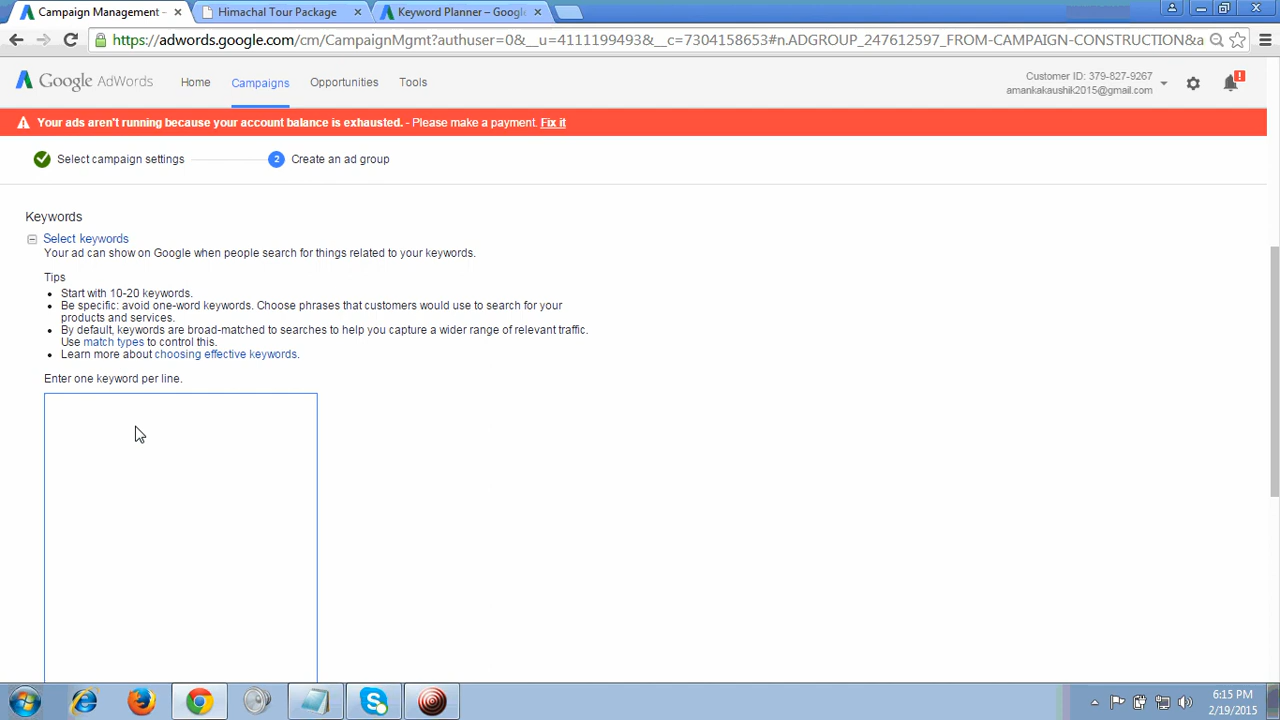 Campaign Management -
Himachal Tour Package
Keyword Planner – Googl
https://adwords.google.com/cm/CampaignMgmt?authuser=0&__u=4111199493&__c=7304158653#n.ADGROUP_247612597_FROM-CAMPAIGN-CONSTRUCTION&a
Google AdWords
Home
Campaigns
Opportunities
Tools
Customer ID: 379-827-9267
amankakaushik2015@gmail.com
Your ads aren't running because your account balance is exhausted. - Please make a payment. Fix it
Select campaign settings
2 Create an ad group
Keywords
Select keywords
Your ad can show on Google when people search for things related to your keywords.
Tips
Start with 10-20 keywords.
Be specific: avoid one-word keywords. Choose phrases that customers would use to search for your
products and services.
By default, keywords are broad-matched to searches to help you capture a wider range of relevant traffic.
Use match types to control this.
Learn more about choosing effective keywords.
Enter one keyword per line.
6:15 PM
2/19/2015